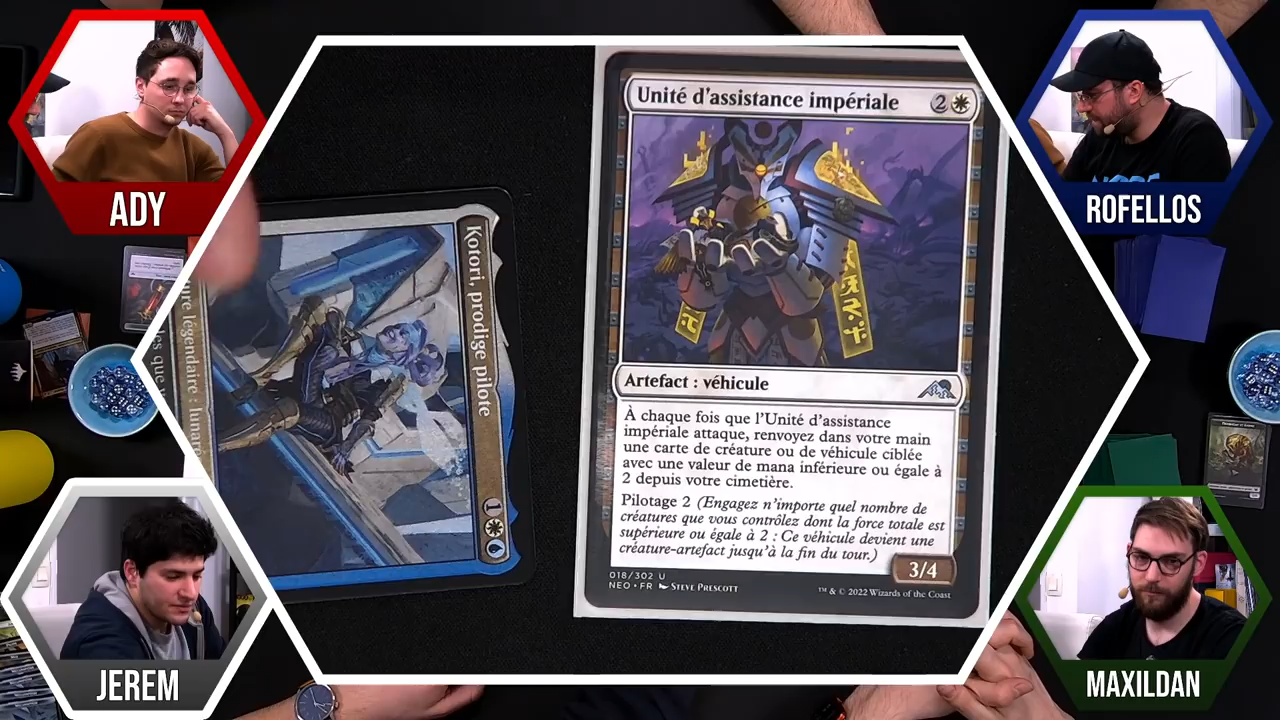 ADY
ROFELLOS
JEREM
MAXILDAN
Kotori, prodige pilote
1
légendaire : lunaré
Unité d'assistance impériale
2
Artefact : véhicule
À chaque fois que l'Unité d'assistance
impériale attaque, renvoyez dans votre main
une carte de créature ou de véhicule ciblée
avec une valeur de mana inférieure ou égale à
2 depuis votre cimetière.
Pilotage 2 (Engagez n'importe quel nombre de
créatures que vous contrôlez dont la force totale est
supérieure ou égale à 2 : Ce véhicule devient une
créature-artefact jusqu'à la fin du tour.)
3/4
018/302 U
NEO • FR STEVE PRESCOTT
™ & © 2022 Wizards of the Coast